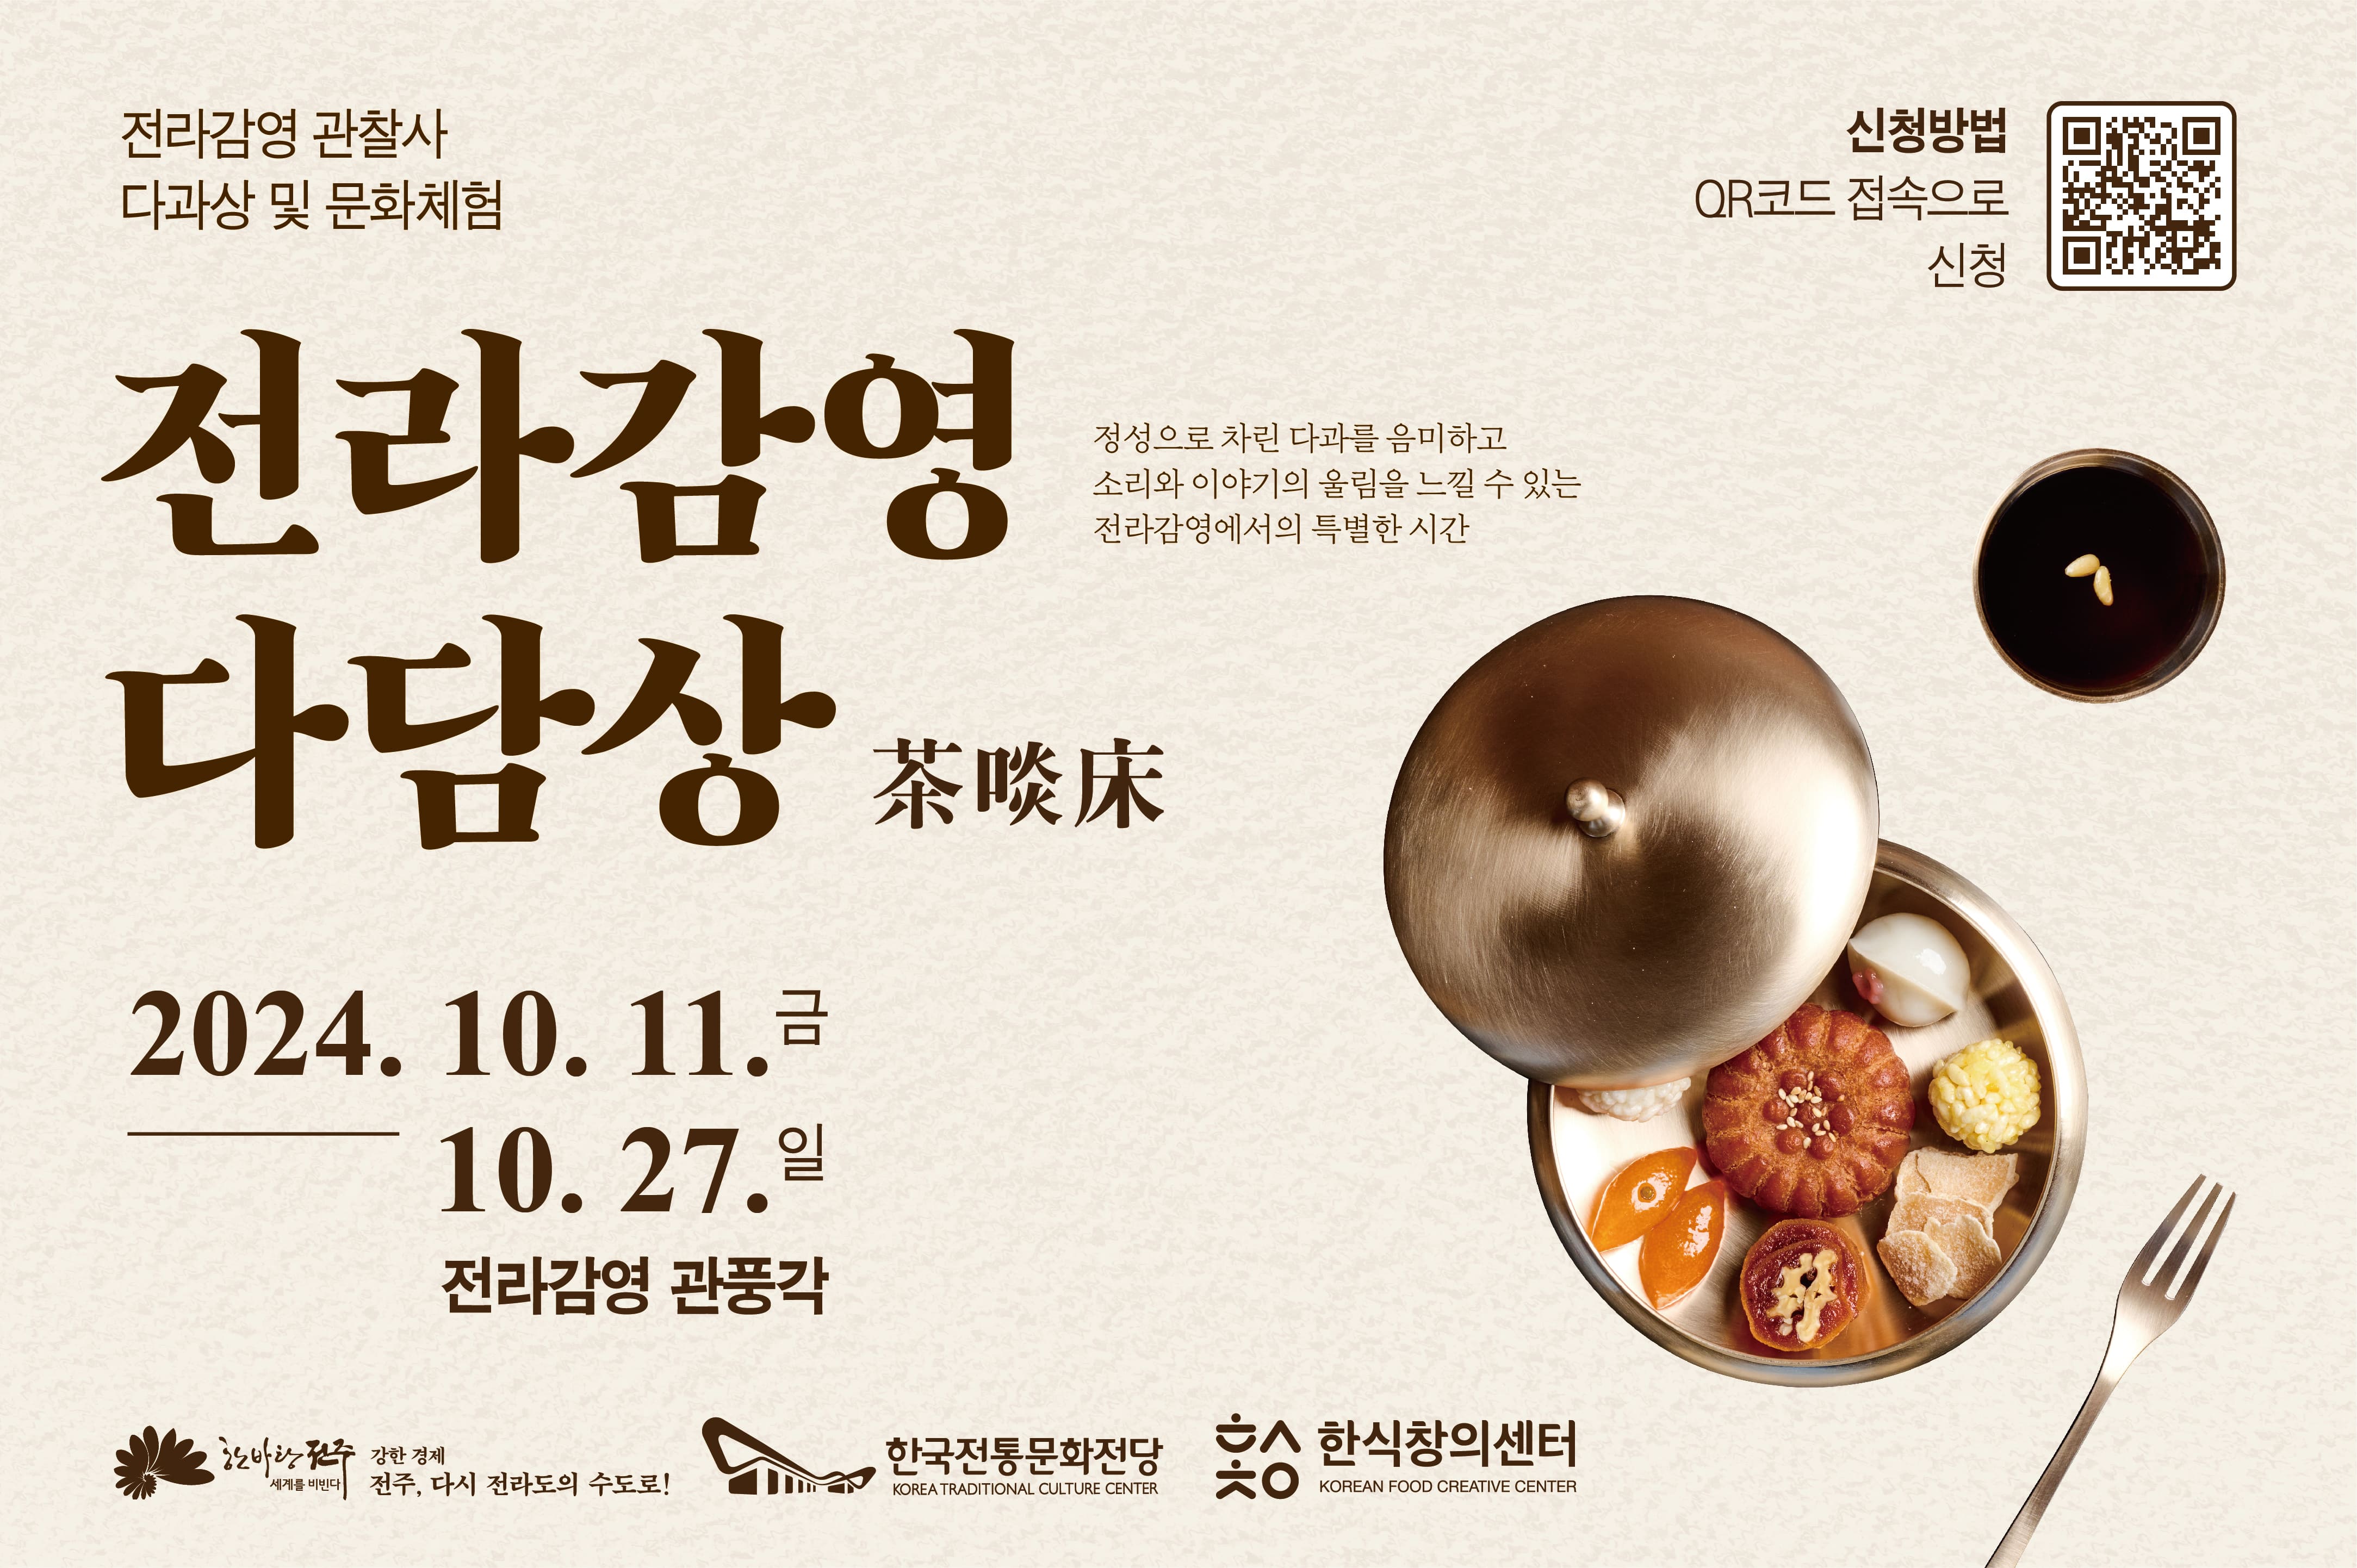 전라감영 관찰사
다과상 및 문화체험
신청방법
QR코드 접속으로
신청
전라감영
다담상 茶啖床
정성으로 차린 다과를 음미하고
소리와 이야기의 울림을 느낄 수 있는
전라감영에서의 특별한 시간
2024. 10. 11.금
10. 27.일
전라감영 관풍각
한바탕 전주
세계를 비빈다
강한 경제
전주, 다시 전라도의 수도로!
한국전통문화전당
KOREA TRADITIONAL CULTURE CENTER
한식창의센터
KOREAN FOOD CREATIVE CENTER